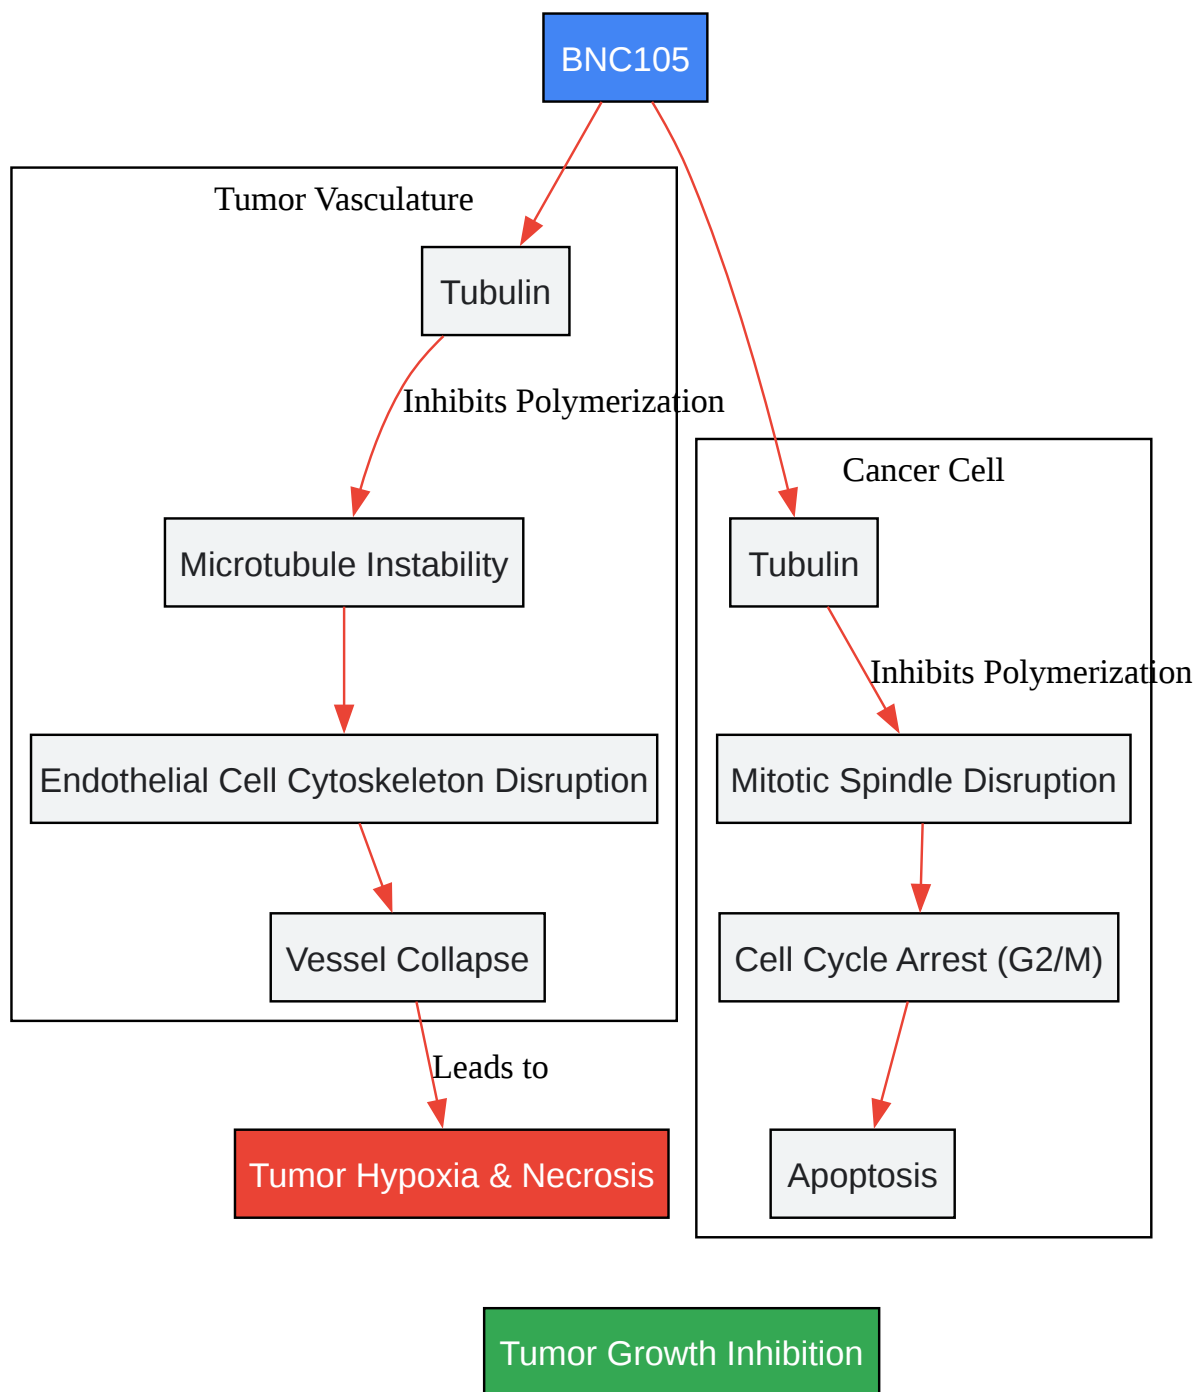 BNC105
Tumor Vasculature
Tubulin
Inhibits Polymerization
Microtubule Instability
Endothelial Cell Cytoskeleton Disruption
Vessel Collapse
Leads to
Tumor Hypoxia & Necrosis
Cancer Cell
Tubulin
Inhibits Polymerization
Mitotic Spindle Disruption
Cell Cycle Arrest (G2/M)
Apoptosis
Tumor Growth Inhibition